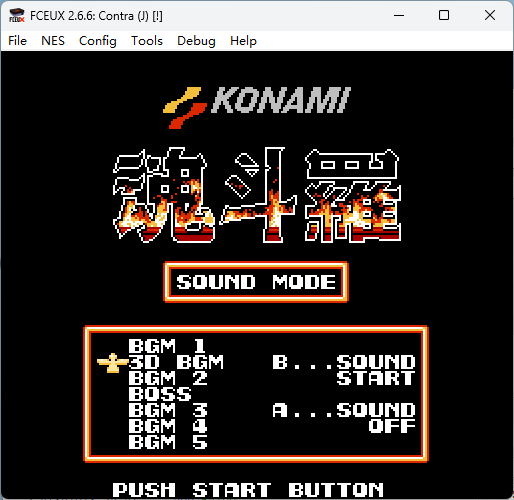 FCEUX 2.6.6: Contra (J) [!]
File NES Config Tools Debug Help
KONAMI
魂斗羅
SOUND MODE
BGM 1
3D BGM B...SOUND
BGM 2 START
BOSS
BGM 3 A...SOUND
BGM 4 OFF
BGM 5
PUSH START BUTTON